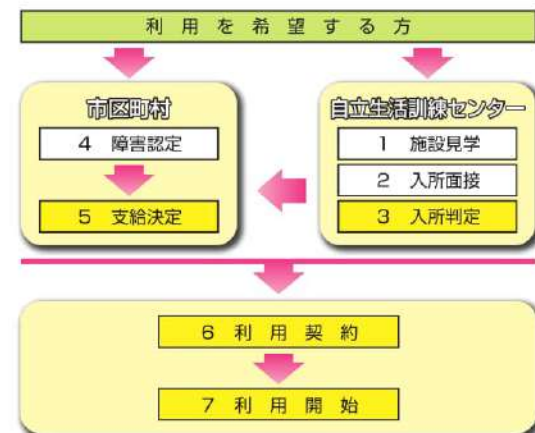 利用を希望する方
市区町村
4 障害認定
5 支給決定
自立生活訓練センター
1 施設見学
2 入所面接
3 入所判定
6 利用契約
7 利用開始